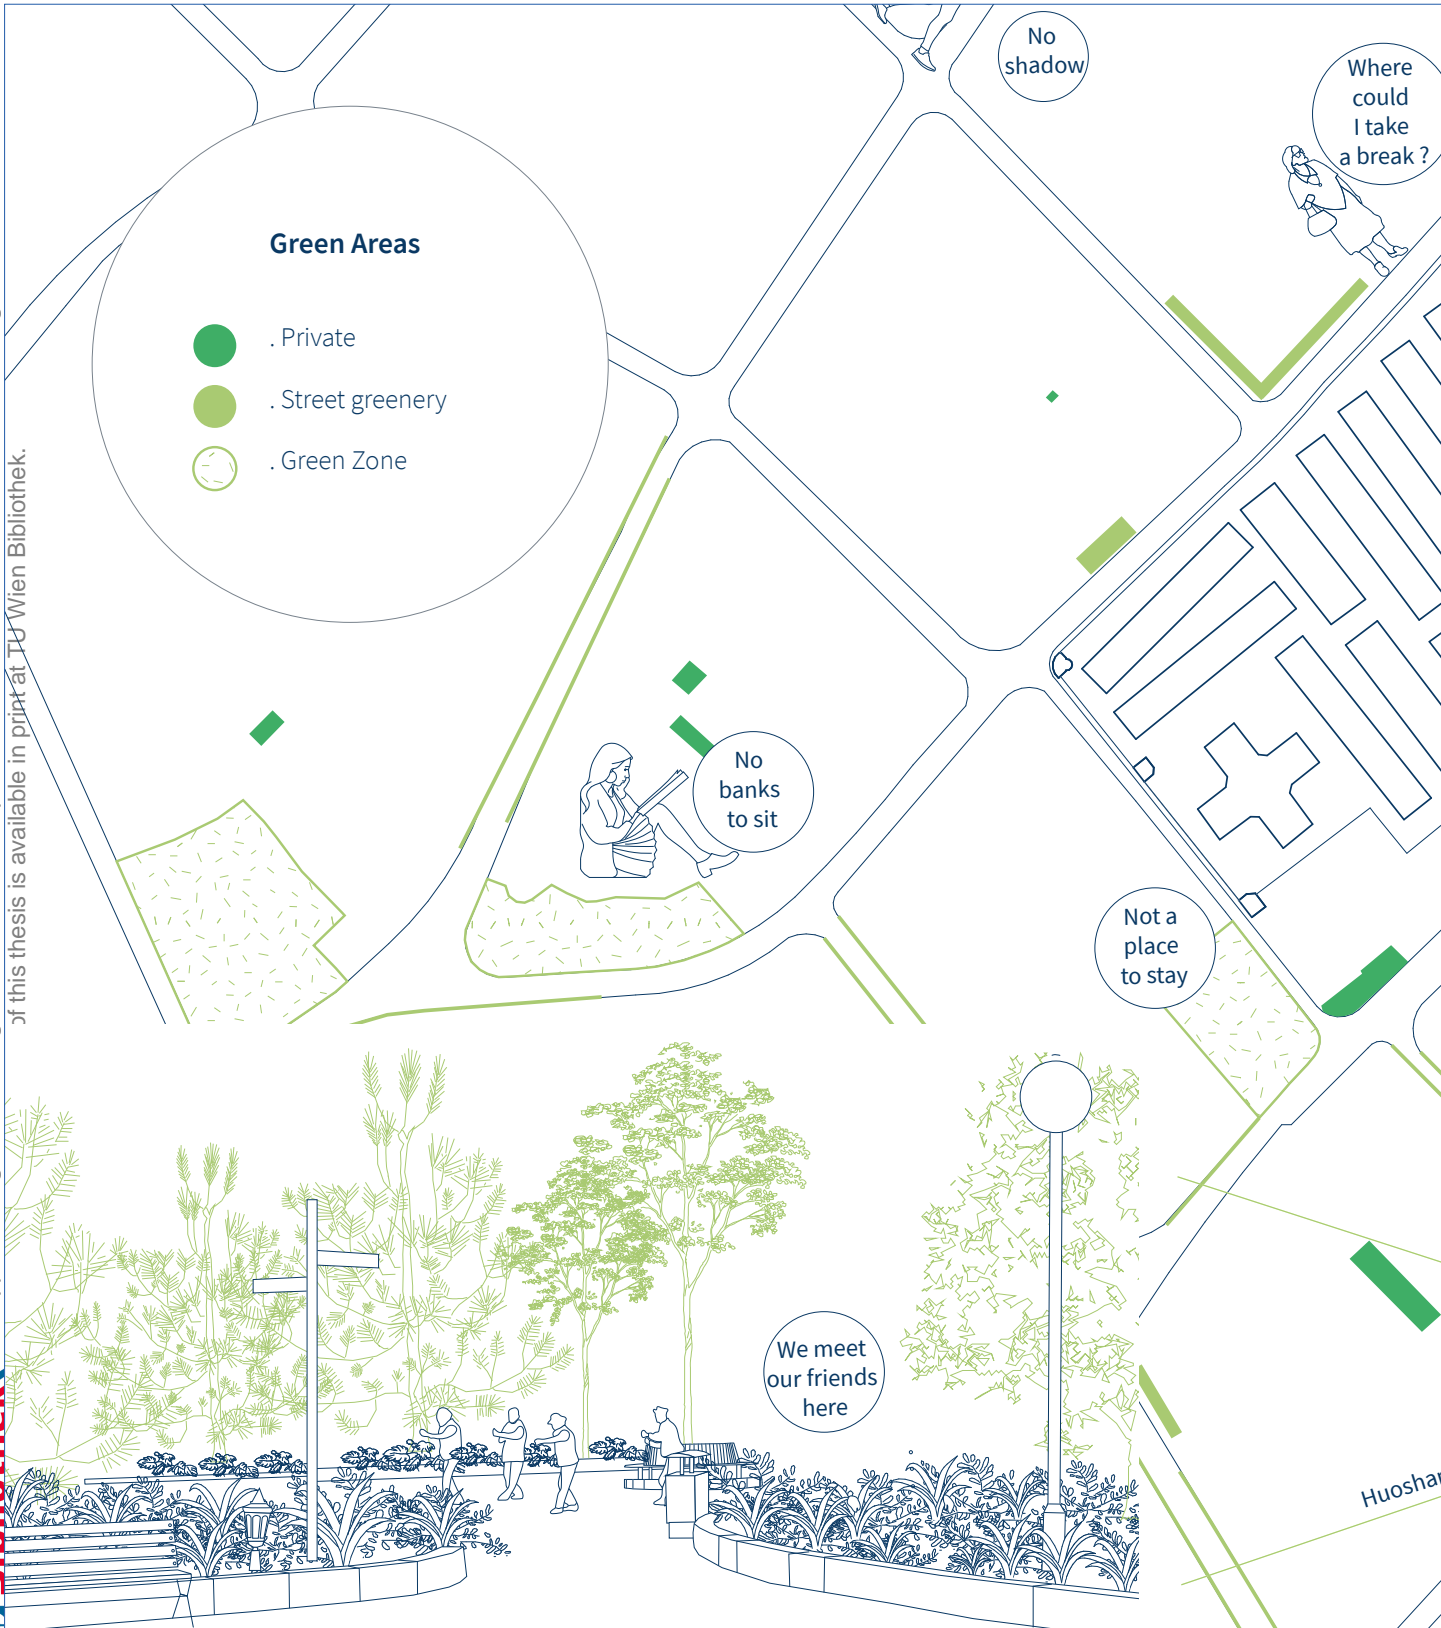 No
shadow
Where
could
I take
a break ?
Green Areas
. Private
. Street greenery
. Green Zone
of this thesis is available in print at TU Wien Bibliothek.
No
banks
to sit
Not a
place
to stay
We meet
our friends
here